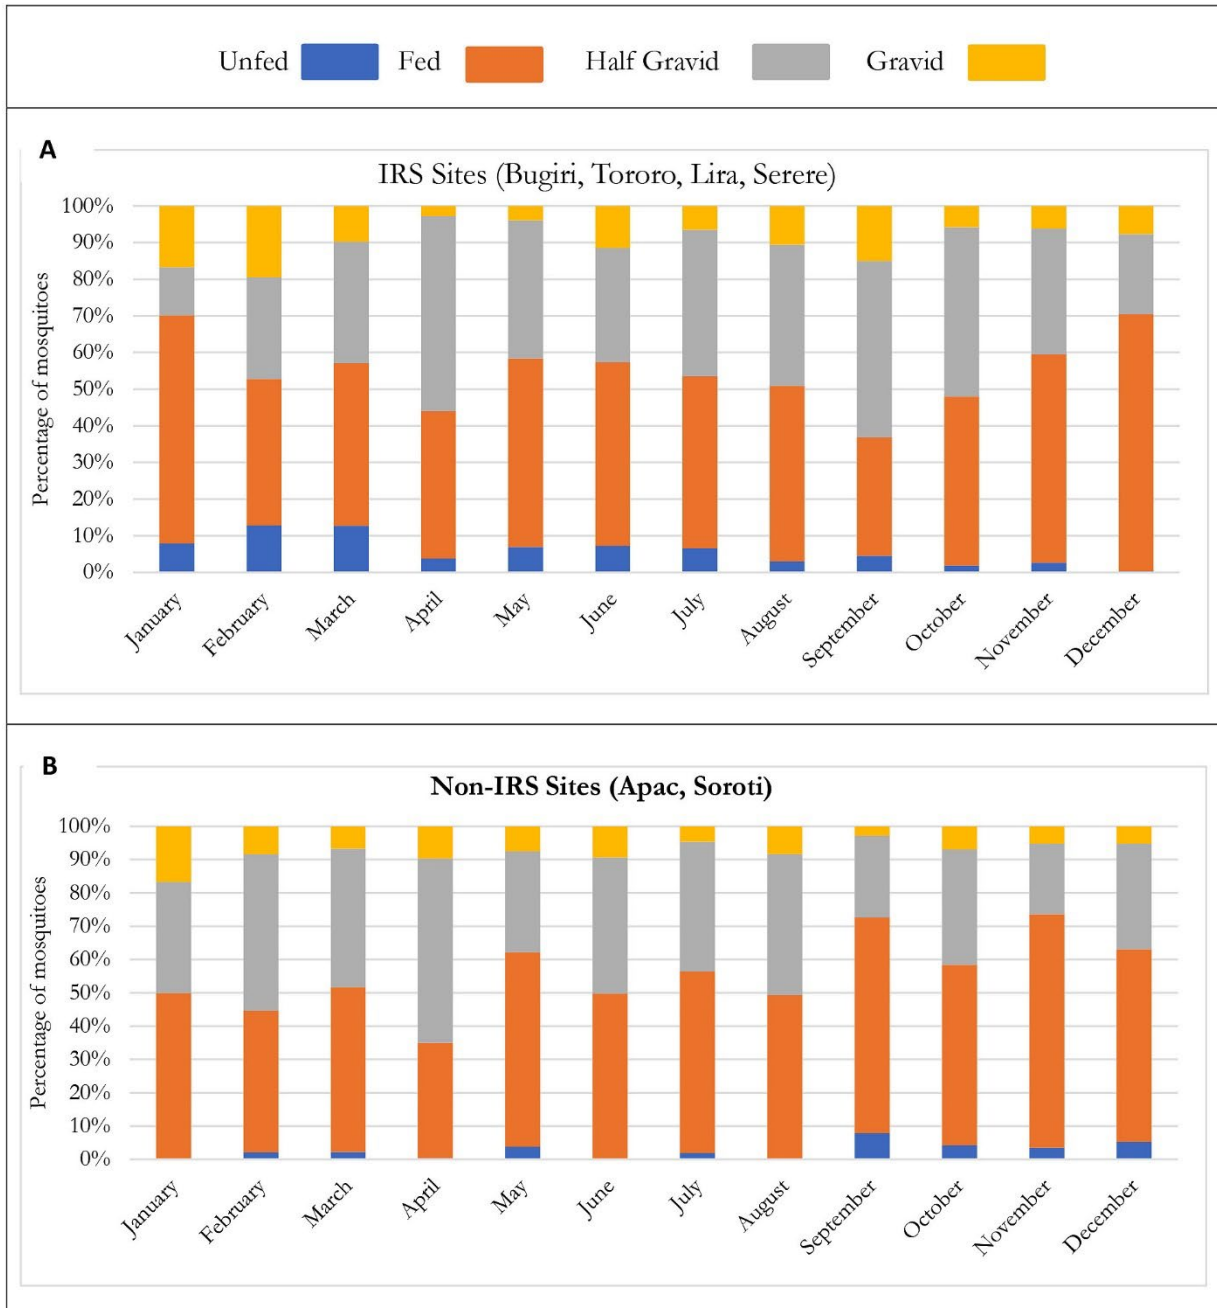 Unfed Fed Half Gravid Gravid
A
IRS Sites (Bugiri, Tororo, Lira, Serere)
Percentage of mosquitoes
100%
90%
80%
70%
60%
50%
40%
30%
20%
10%
0%
January February March April May June July August September October November December
B
Non-IRS Sites (Apac, Soroti)
Percentage of mosquitoes
100%
90%
80%
70%
60%
50%
40%
30%
20%
10%
0%
January February March April May June July August September October November December